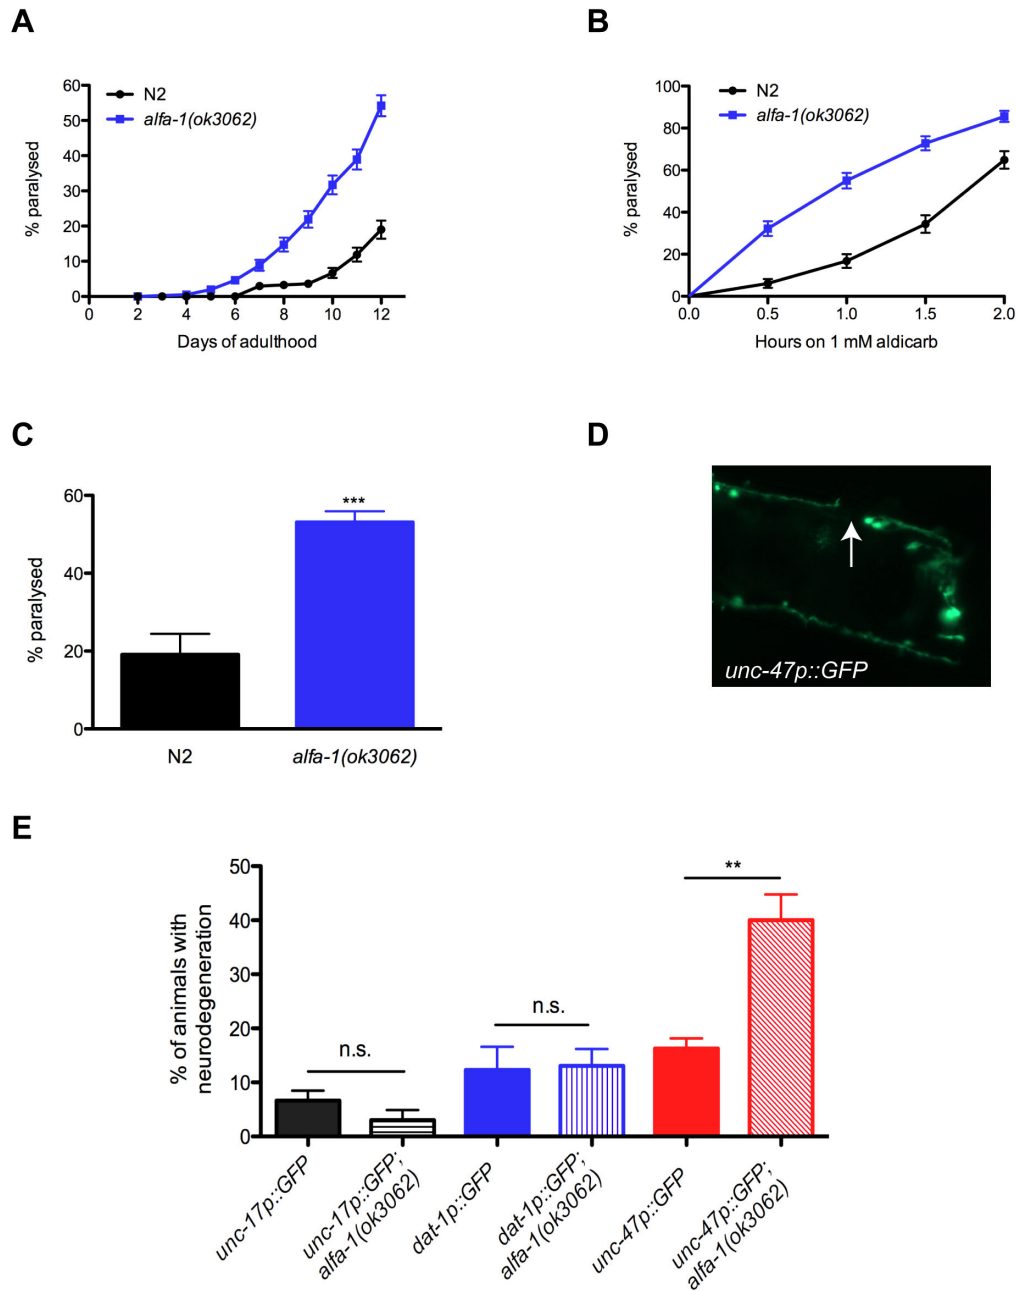 A
60
50
40
30
20
10
0
% paralysed
N2
alfa-1(ok3062)
0 2 4 6 8 10 12
Days of adulthood
B
100
80
60
40
20
0
% paralysed
N2
alfa-1(ok3062)
0.0 0.5 1.0 1.5 2.0
Hours on 1 mM aldicarb
C
60
40
20
0
% paralysed
***
N2 alfa-1(ok3062)
D
unc-47p::GFP
E
50
40
30
20
10
0
% of animals with
neurodegeneration
n.s.
n.s.
**
unc-17p::GFP
unc-17p::GFP;
alfa-1(ok3062)
dat-1p::GFP
dat-1p::GFP;
alfa-1(ok3062)
unc-47p::GFP
unc-47p::GFP;
alfa-1(ok3062)